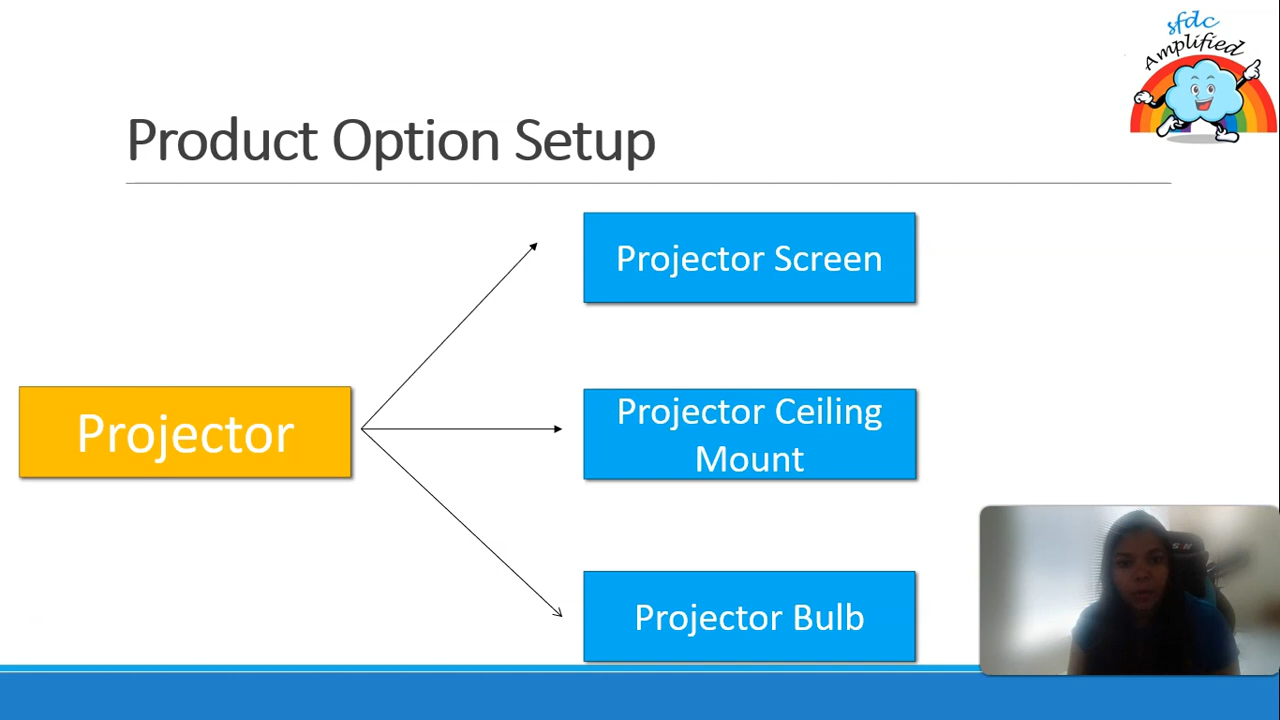 sfdc
Amplified
Product Option Setup
Projector Screen
Projector
Projector Ceiling
Mount
Projector Bulb